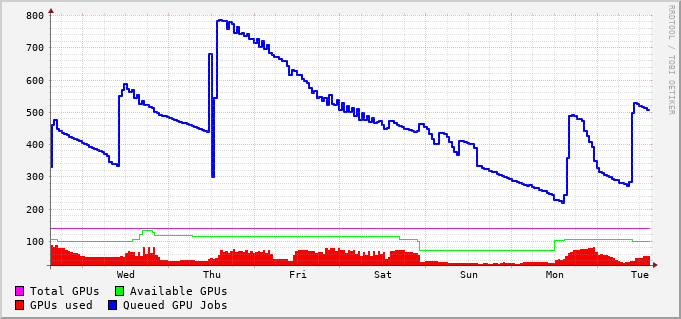 800
700
600
500
400
300
200
100
Wed Thu Fri Sat Sun Mon Tue
Total GPUs Available GPUs
GPUs used Queued GPU Jobs
RRDTOOL / TOBI OETIKER